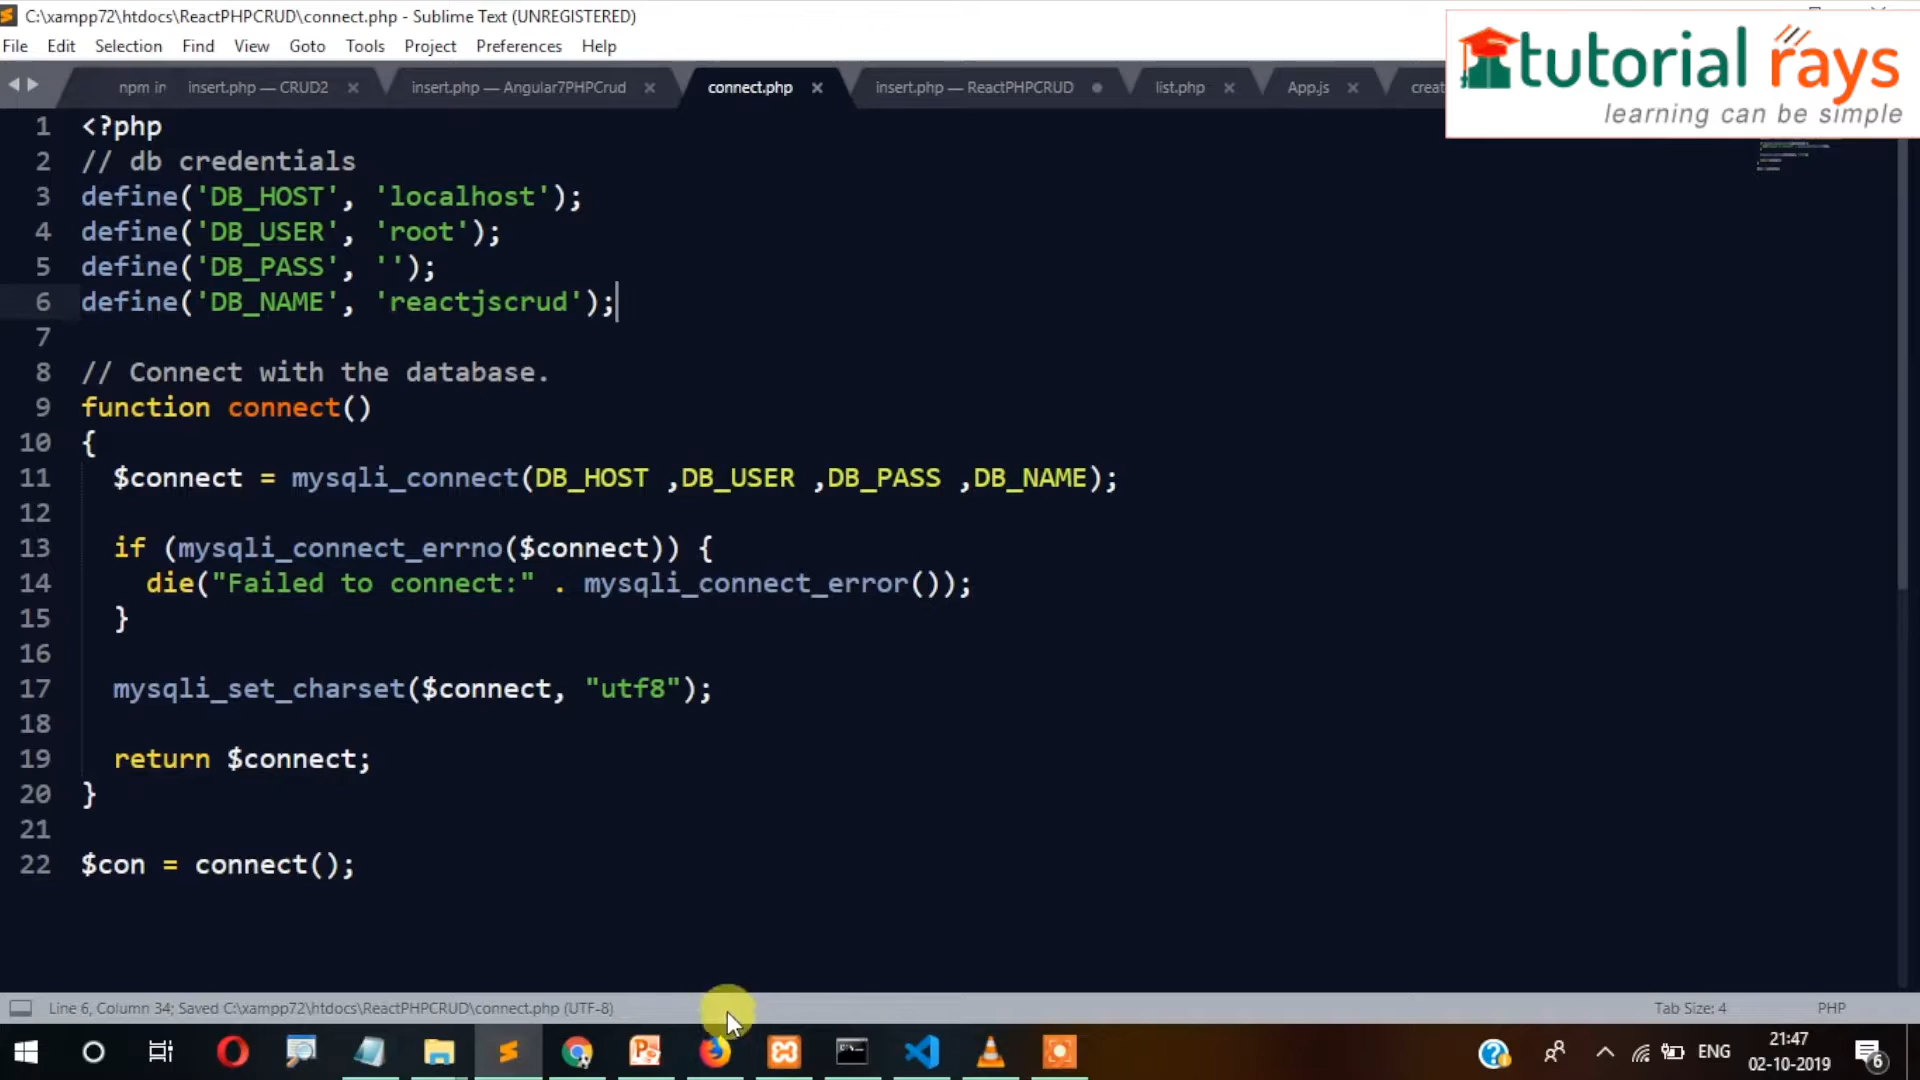 C:\xampp72\htdocs\ReactPHPCRUD\connect.php - Sublime Text (UNREGISTERED)
File Edit Selection Find View Goto Tools Project Preferences Help
tutorial rays
learning can be simple
npm in insert.php — CRUD2 insert.php — Angular7PHPCrud connect.php insert.php — ReactPHPCRUD list.php App.js creat
1 <?php
2 // db credentials
3 define('DB_HOST', 'localhost');
4 define('DB_USER', 'root');
5 define('DB_PASS', '');
6 define('DB_NAME', 'reactjscrud');
7
8 // Connect with the database.
9 function connect()
10 {
11 $connect = mysqli_connect(DB_HOST ,DB_USER ,DB_PASS ,DB_NAME);
12
13 if (mysqli_connect_errno($connect)) {
14 die("Failed to connect:" . mysqli_connect_error());
15 }
16
17 mysqli_set_charset($connect, "utf8");
18
19 return $connect;
20 }
21
22 $con = connect();
Line 6, Column 34; Saved C:\xampp72\htdocs\ReactPHPCRUD\connect.php (UTF-8) Tab Size: 4 PHP
ENG 21:47
02-10-2019
6